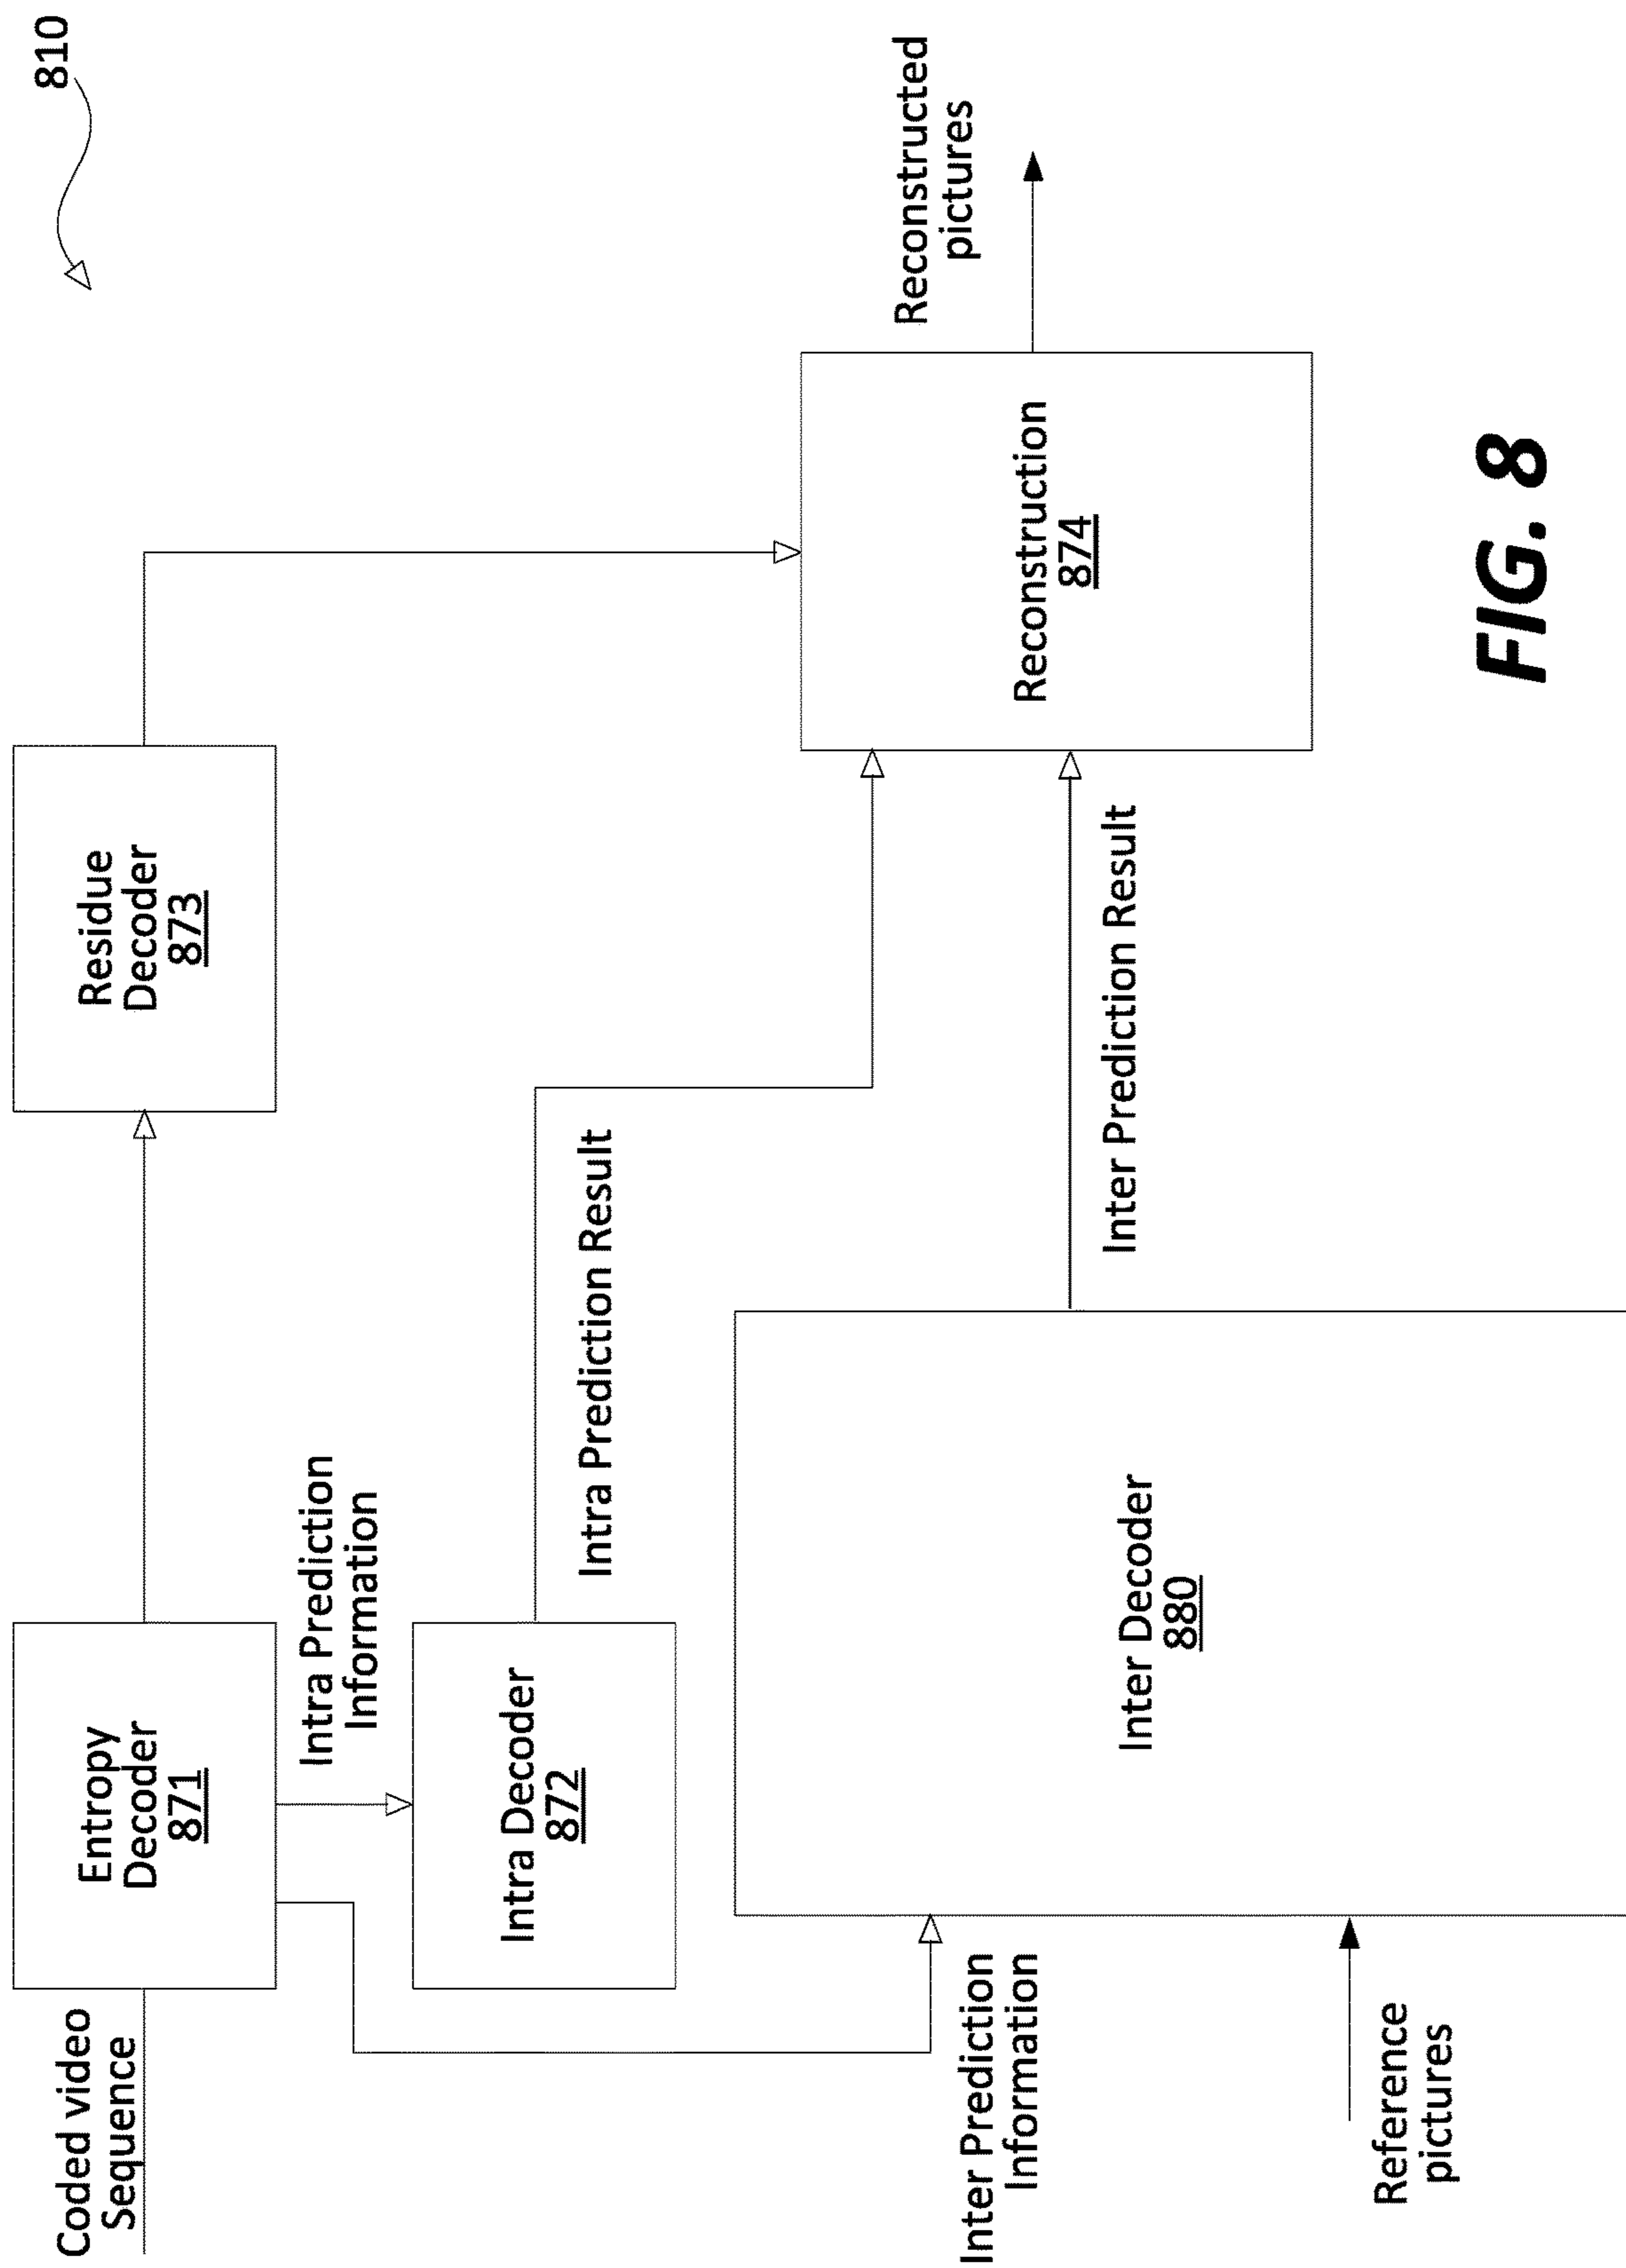 810
Coded video
Sequence
Entropy
Decoder
871
Residue
Decoder
873
Intra Prediction
Information
Intra Decoder
872
Intra Prediction Result
Reconstructed
pictures
Reconstruction
874
Inter Prediction
Information
Inter Decoder
880
Inter Prediction Result
Reference
pictures
FIG. 8